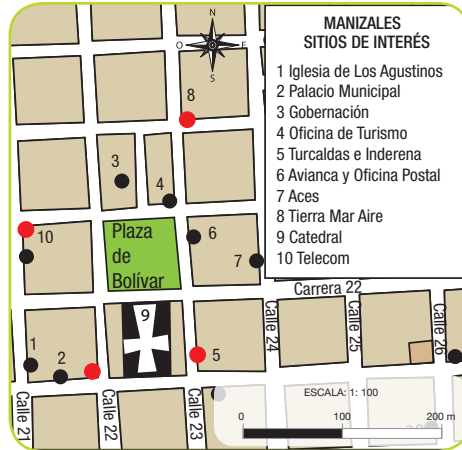 MANIZALES
SITIOS DE INTERÉS
1 Iglesia de Los Agustinos
2 Palacio Municipal
3 Gobernación
4 Oficina de Turismo
5 Turcaldas e Inderena
6 Avianca y Oficina Postal
7 Aces
8 Tierra Mar Aire
9 Catedral
10 Telecom
N
O
E
S
8
3
4
10
Plaza
de
Bolívar
6
7
Carrera 22
9
1
2
5
Calle 21
Calle 22
Calle 23
Calle 24
Calle 25
Calle 26
ESCALA: 1: 100
0
100
200 m